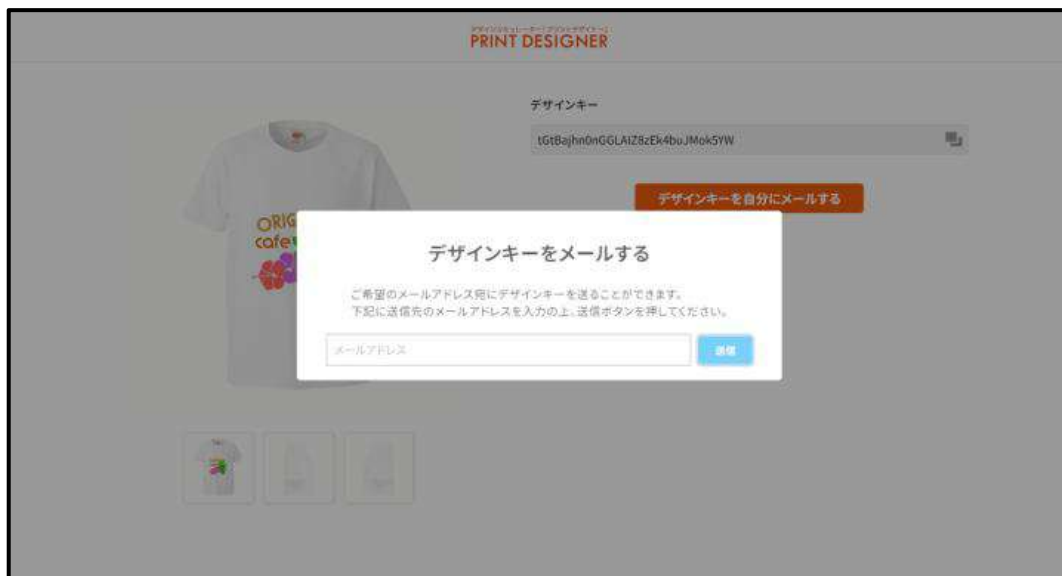 PRINT DESIGNER
デザインキー
tGtBajhn0nGGLAIZ8zEk4buJMok5YW
デザインキーを自分にメールする
ORIG
cafe
デザインキーをメールする
ご希望のメールアドレス宛にデザインキーを送ることができます。
下記に送信先のメールアドレスを入力の上、送信ボタンを押してください。
メールアドレス
送信